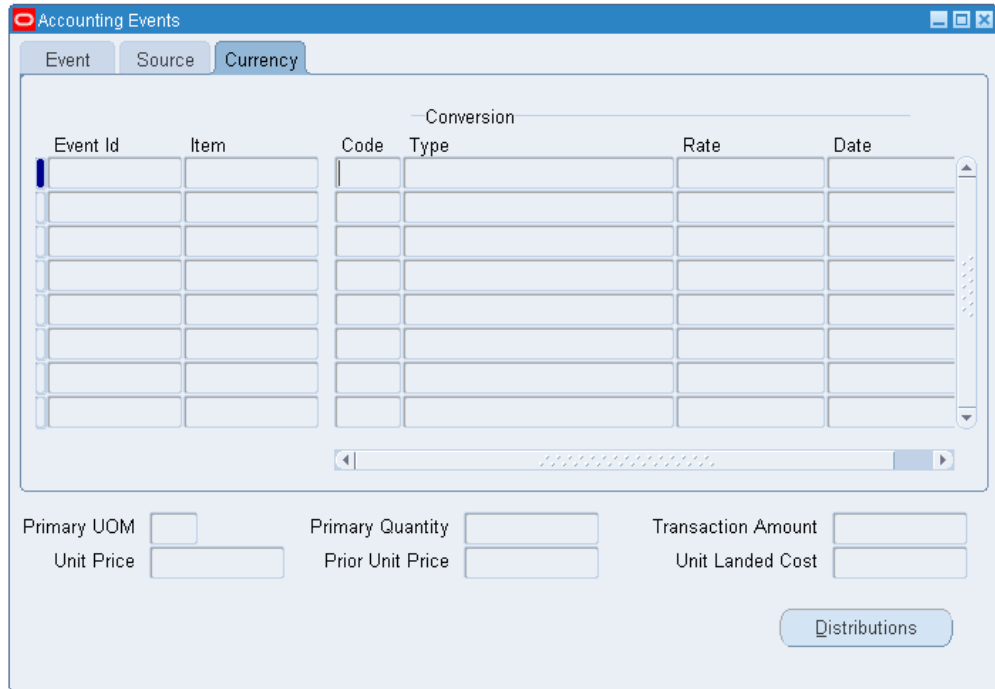 Accounting Events
Event Source Currency
Conversion
Event Id Item Code Type Rate Date
Primary UOM Primary Quantity Transaction Amount
Unit Price Prior Unit Price Unit Landed Cost
Distributions